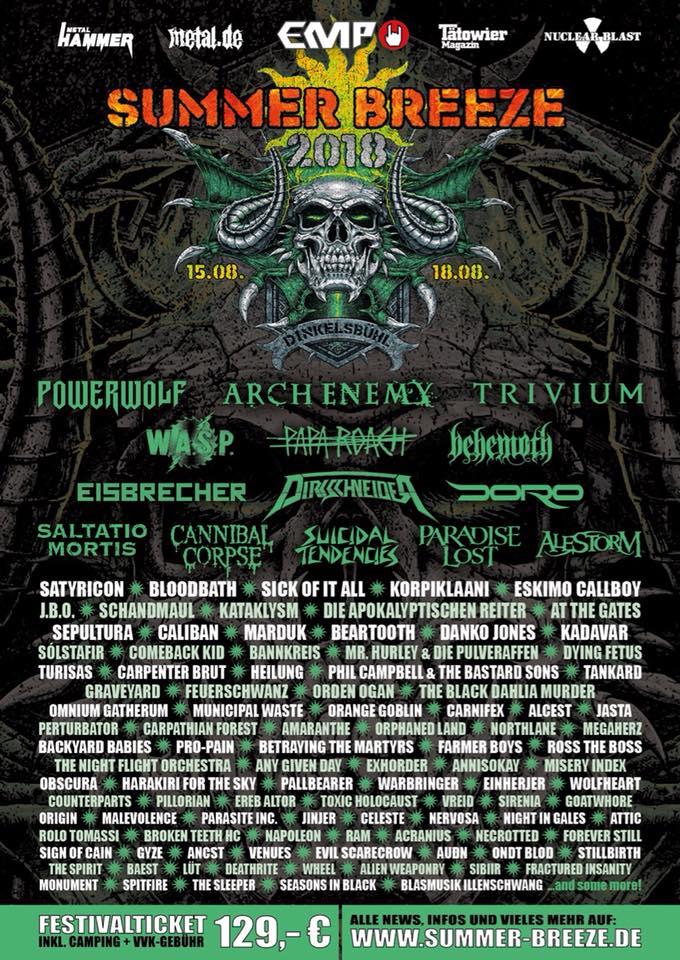 METAL HAMMER metal.de EMP Tätowier Magazin NUCLEAR BLAST
SUMMER BREEZE
2018
15.08. 18.08.
DINKELSBÜHL
POWERWOLF ARCH ENEMY TRIVIUM
W.A.S.P. PAPA ROACH behemoth
EISBRECHER DIRKSCHNEIDER DORO
SALTATIO MORTIS CANNIBAL CORPSE SUICIDAL TENDENCIES PARADISE LOST ALESTORM
SATYRICON * BLOODBATH * SICK OF IT ALL * KORPIKLAANI * ESKIMO CALLBOY
J.B.O. * SCHANDMAUL * KATAKLYSM * DIE APOKALYPTISCHEN REITER * AT THE GATES
SEPULTURA * CALIBAN * MARDUK * BEARTOOTH * DANKO JONES * KADAVAR
SÓLSTAFIR * COMEBACK KID * BANNKREIS * MR. HURLEY & DIE PULVERAFFEN * DYING FETUS
TURISAS * CARPENTER BRUT * HEILUNG * PHIL CAMPBELL & THE BASTARD SONS * TANKARD
GRAVEYARD * FEUERSCHWANZ * ORDEN OGAN * THE BLACK DAHLIA MURDER
OMNIUM GATHERUM * MUNICIPAL WASTE * ORANGE GOBLIN * CARNIFEX * ALCEST * JASTA
PERTURBATOR * CARPATHIAN FOREST * AMARANTHE * ORPHANED LAND * NORTHLANE * MEGAHERZ
BACKYARD BABIES * PRO-PAIN * BETRAYING THE MARTYRS * FARMER BOYS * ROSS THE BOSS
THE NIGHT FLIGHT ORCHESTRA * ANY GIVEN DAY * EXHORDER * ANNISOKAY * MISERY INDEX
OBSCURA * HARAKIRI FOR THE SKY * PALLBEARER * WARBRINGER * EINHERJER * WOLFHEART
COUNTERPARTS * PILLORIAN * EREB ALTOR * TOXIC HOLOCAUST * VREID * SIRENIA * GOATWHORE
ORIGIN * MALEVOLENCE * PARASITE INC. * JINJER * CELESTE * NERVOSA * NIGHT IN GALES * ATTIC
ROLO TOMASSI * BROKEN TEETH HC * NAPOLEON * RAM * ACRANIUS * NECROTTED * FOREVER STILL
SIGN OF CAIN * GYZE * ANCST * VENUES * EVIL SCARECROW * AUÐN * ONDT BLOD * STILLBIRTH
THE SPIRIT * BAEST * LÜT * DEATHRITE * WHEEL * ALIEN WEAPONRY * SIBIIR * FRACTURED INSANITY
MONUMENT * SPITFIRE * THE SLEEPER * SEASONS IN BLACK * BLASMUSIK ILLENSCHWANG ...and some more!
FESTIVALTICKET 129,- €
INKL. CAMPING + VVK-GEBÜHR
ALLE NEWS, INFOS UND VIELES MEHR AUF:
WWW.SUMMER-BREEZE.DE